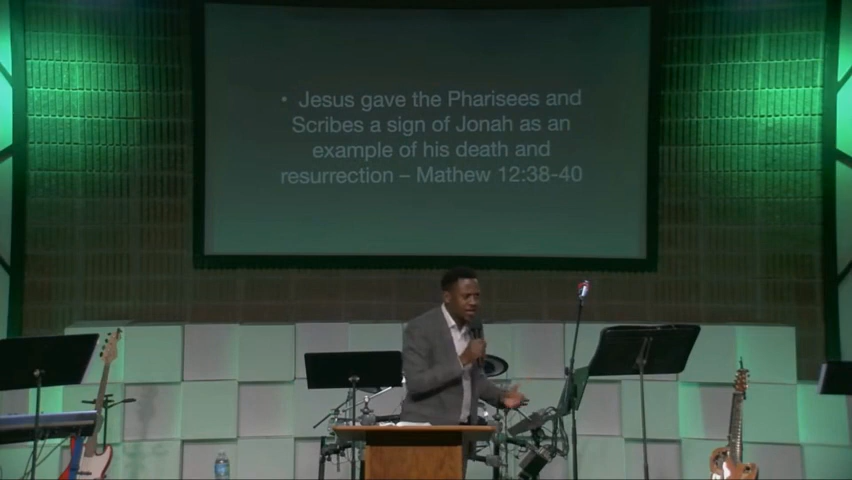 • Jesus gave the Pharisees and
Scribes a sign of Jonah as an
example of his death and
resurrection – Mathew 12:38-40